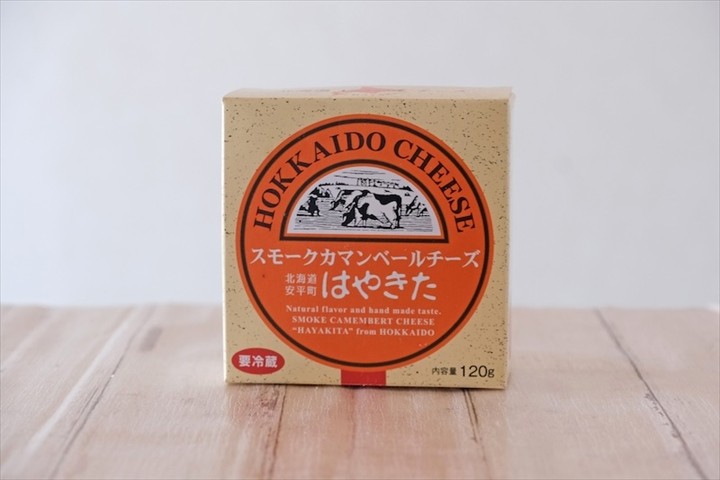 HOKKAIDO CHEESE
スモークカマンベールチーズ
北海道
安平町
はやきた
Natural flavor and hand made taste.
SMOKE CAMEMBERT CHEESE
"HAYAKITA" from HOKKAIDO
要冷蔵
内容量 120g